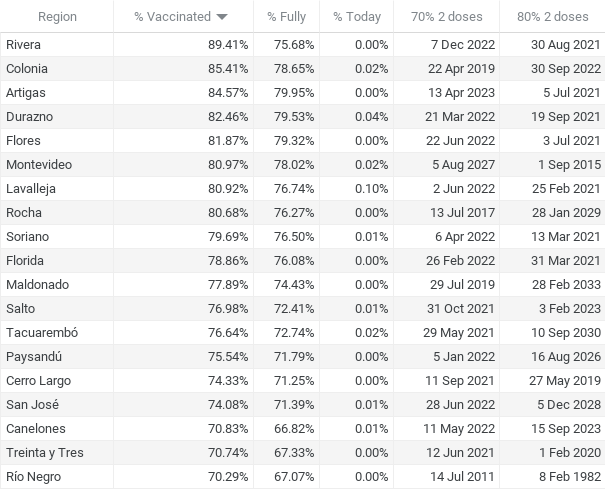 Region % Vaccinated % Fully % Today 70% 2 doses 80% 2 doses
Rivera 89.41% 75.68% 0.00% 7 Dec 2022 30 Aug 2021
Colonia 85.41% 78.65% 0.02% 22 Apr 2019 30 Sep 2022
Artigas 84.57% 79.95% 0.00% 13 Apr 2023 5 Jul 2021
Durazno 82.46% 79.53% 0.04% 21 Mar 2022 19 Sep 2021
Flores 81.87% 79.32% 0.00% 22 Jun 2022 3 Jul 2021
Montevideo 80.97% 78.02% 0.02% 5 Aug 2027 1 Sep 2015
Lavalleja 80.92% 76.74% 0.10% 2 Jun 2022 25 Feb 2021
Rocha 80.68% 76.27% 0.00% 13 Jul 2017 28 Jan 2029
Soriano 79.69% 76.50% 0.01% 6 Apr 2022 13 Mar 2021
Florida 78.86% 76.08% 0.00% 26 Feb 2022 31 Mar 2021
Maldonado 77.89% 74.43% 0.00% 29 Jul 2019 28 Feb 2033
Salto 76.98% 72.41% 0.01% 31 Oct 2021 3 Feb 2023
Tacuarembó 76.64% 72.74% 0.02% 29 May 2021 10 Sep 2030
Paysandú 75.54% 71.79% 0.00% 5 Jan 2022 16 Aug 2026
Cerro Largo 74.33% 71.25% 0.00% 11 Sep 2021 27 May 2019
San José 74.08% 71.39% 0.01% 28 Jun 2022 5 Dec 2028
Canelones 70.83% 66.82% 0.01% 11 May 2022 15 Sep 2023
Treinta y Tres 70.74% 67.33% 0.00% 12 Jun 2021 1 Feb 2020
Río Negro 70.29% 67.07% 0.00% 14 Jul 2011 8 Feb 1982